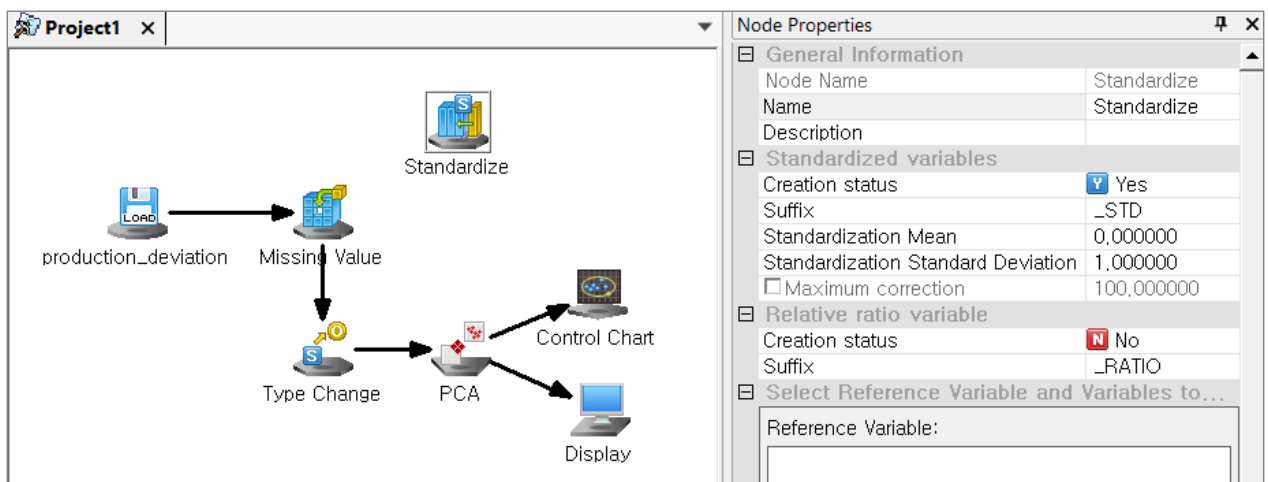 Project1
Standardize
LOAD
production_deviation
Missing Value
Control Chart
Type Change
PCA
Display
Node Properties
General Information
Node Name Standardize
Name Standardize
Description
Standardized variables
Creation status Y Yes
Suffix _STD
Standardization Mean 0,000000
Standardization Standard Deviation 1,000000
Maximum correction 100,000000
Relative ratio variable
Creation status N No
Suffix _RATIO
Select Reference Variable and Variables to...
Reference Variable: